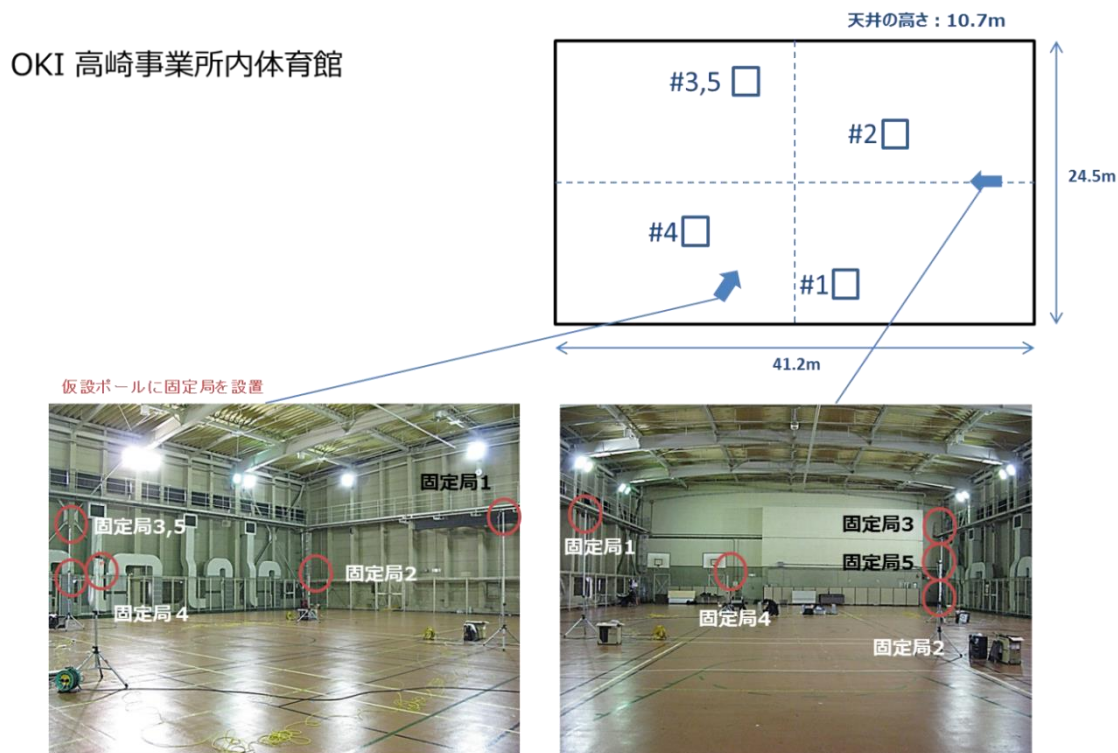 天井の高さ：10.7m
OKI 高崎事業所内体育館
#3,5
#2
24.5m
#4
#1
41.2m
仮設ポールに固定局を設置
固定局1
固定局3,5
固定局2
固定局４
固定局1
固定局3
固定局5
固定局4
固定局2